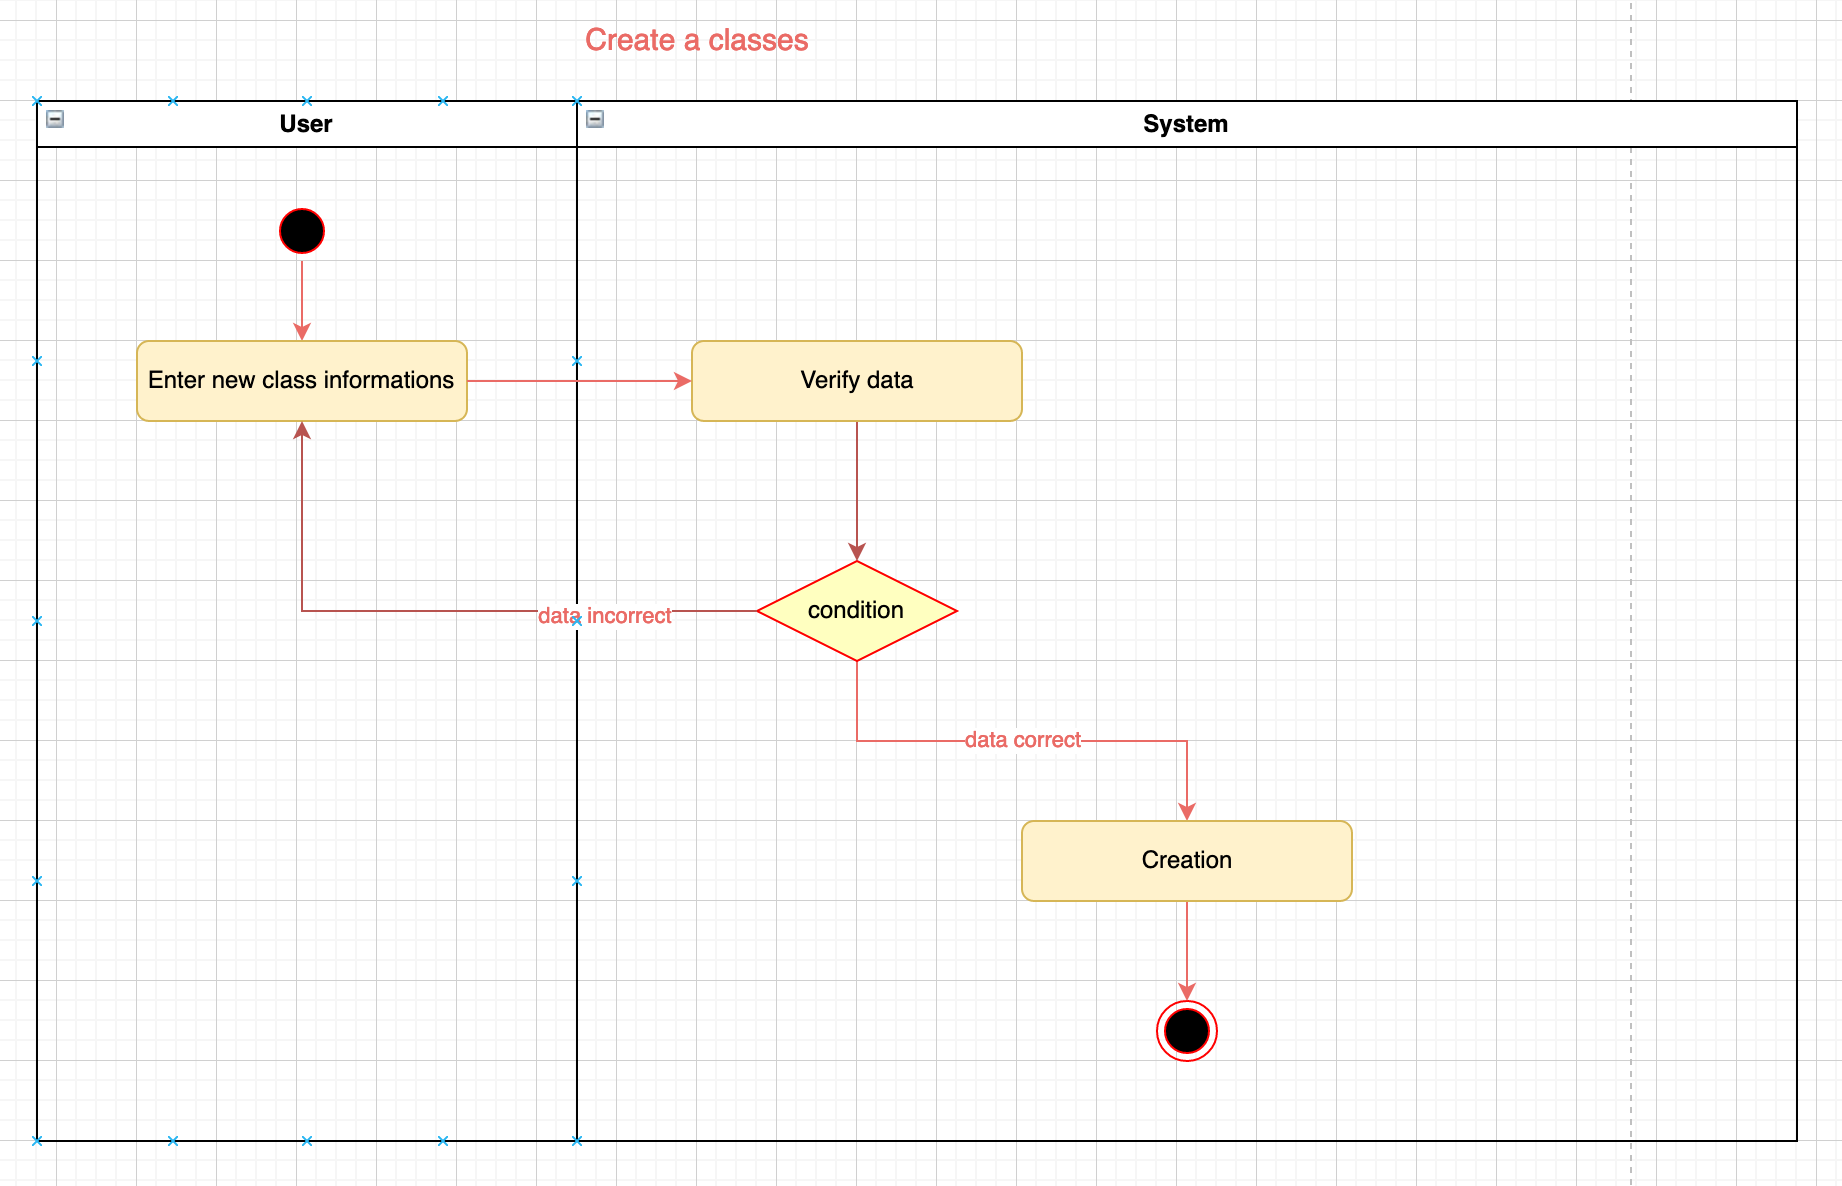 Create a classes
User
System
Enter new class informations
Verify data
condition
data incorrect
data correct
Creation